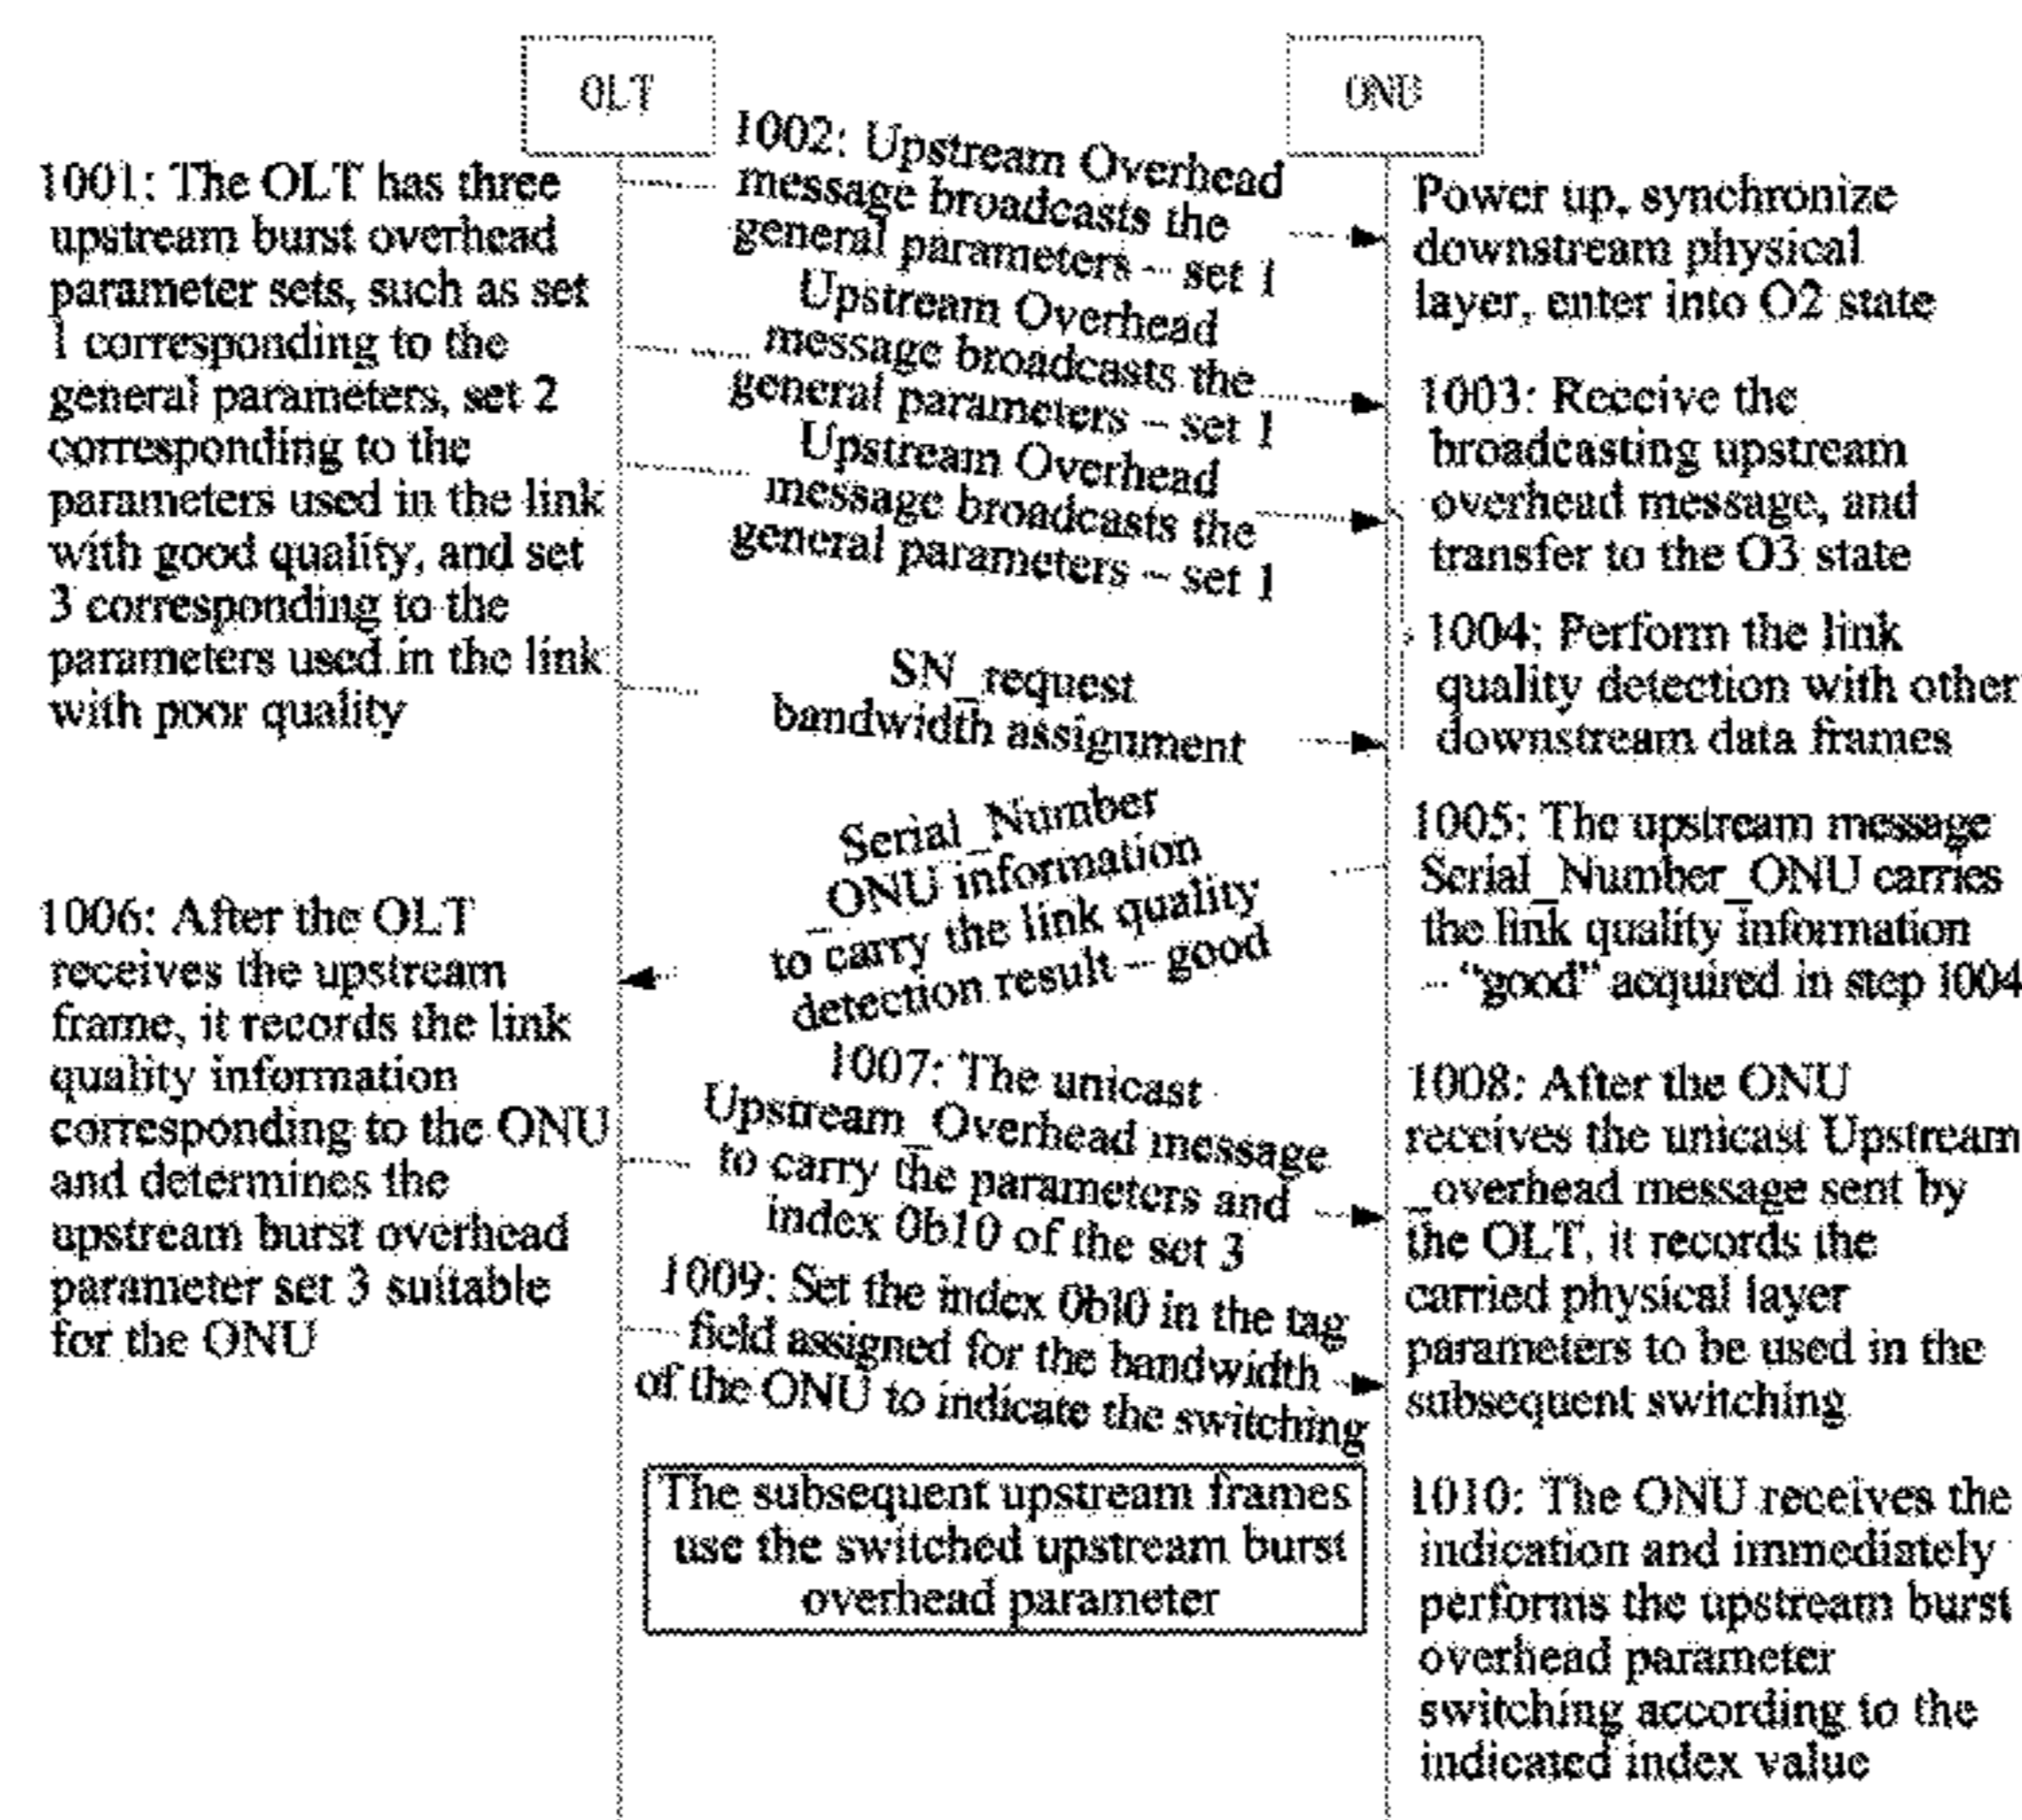 OLT
ONU
1001: The OLT has three
upstream burst overhead
parameter sets, such as set
1 corresponding to the
general parameters, set 2
corresponding to the
parameters used in the link
with good quality, and set
3 corresponding to the
parameters used in the link
with poor quality
1002: Upstream Overhead
message broadcasts the
general parameters – set 1
Upstream Overhead
message broadcasts the
general parameters – set 1
Upstream Overhead
message broadcasts the
general parameters – set 1
Power up, synchronize
downstream physical
layer, enter into O2 state
1003: Receive the
broadcasting upstream
overhead message, and
transfer to the O3 state
SN_request
bandwidth assignment
1004: Perform the link
quality detection with other
downstream data frames
Serial_Number
_ONU information
to carry the link quality
detection result – good
1005: The upstream message
Serial_Number_ONU carries
the link quality information
– “good” acquired in step 1004
1006: After the OLT
receives the upstream
frame, it records the link
quality information
corresponding to the ONU
and determines the
upstream burst overhead
parameter set 3 suitable
for the ONU
1007: The unicast
Upstream_Overhead message
to carry the parameters and
index 0b10 of the set 3
1008: After the ONU
receives the unicast Upstream
_overhead message sent by
the OLT, it records the
carried physical layer
parameters to be used in the
subsequent switching
1009: Set the index 0b10 in the tag
field assigned for the bandwidth
of the ONU to indicate the switching
The subsequent upstream frames
use the switched upstream burst
overhead parameter
1010: The ONU receives the
indication and immediately
performs the upstream burst
overhead parameter
switching according to the
indicated index value